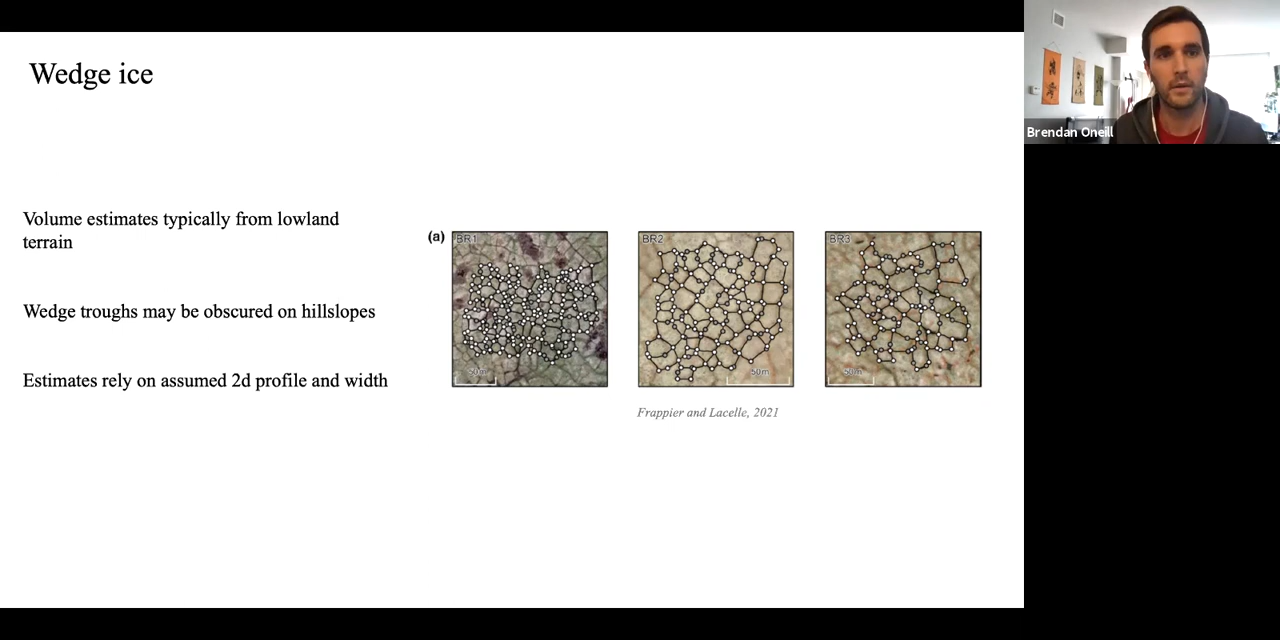 Wedge ice
Brendan Oneill
Volume estimates typically from lowland
terrain
Wedge troughs may be obscured on hillslopes
Estimates rely on assumed 2d profile and width
(a)
BR1
BR2
BR3
50m
50m
50m
Frappier and Lacelle, 2021